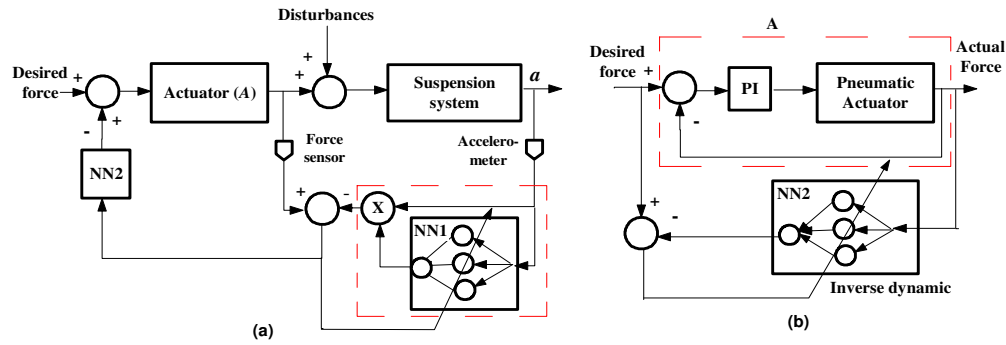 Disturbances
Desired
force
+
-
+
Actuator (A)
+
+
Suspension
system
a
Force
sensor
Accelero-
meter
NN2
+
-
X
NN1
(a)
A
Desired
force
+
-
PI
Pneumatic
Actuator
Actual
Force
+
-
NN2
Inverse dynamic
(b)